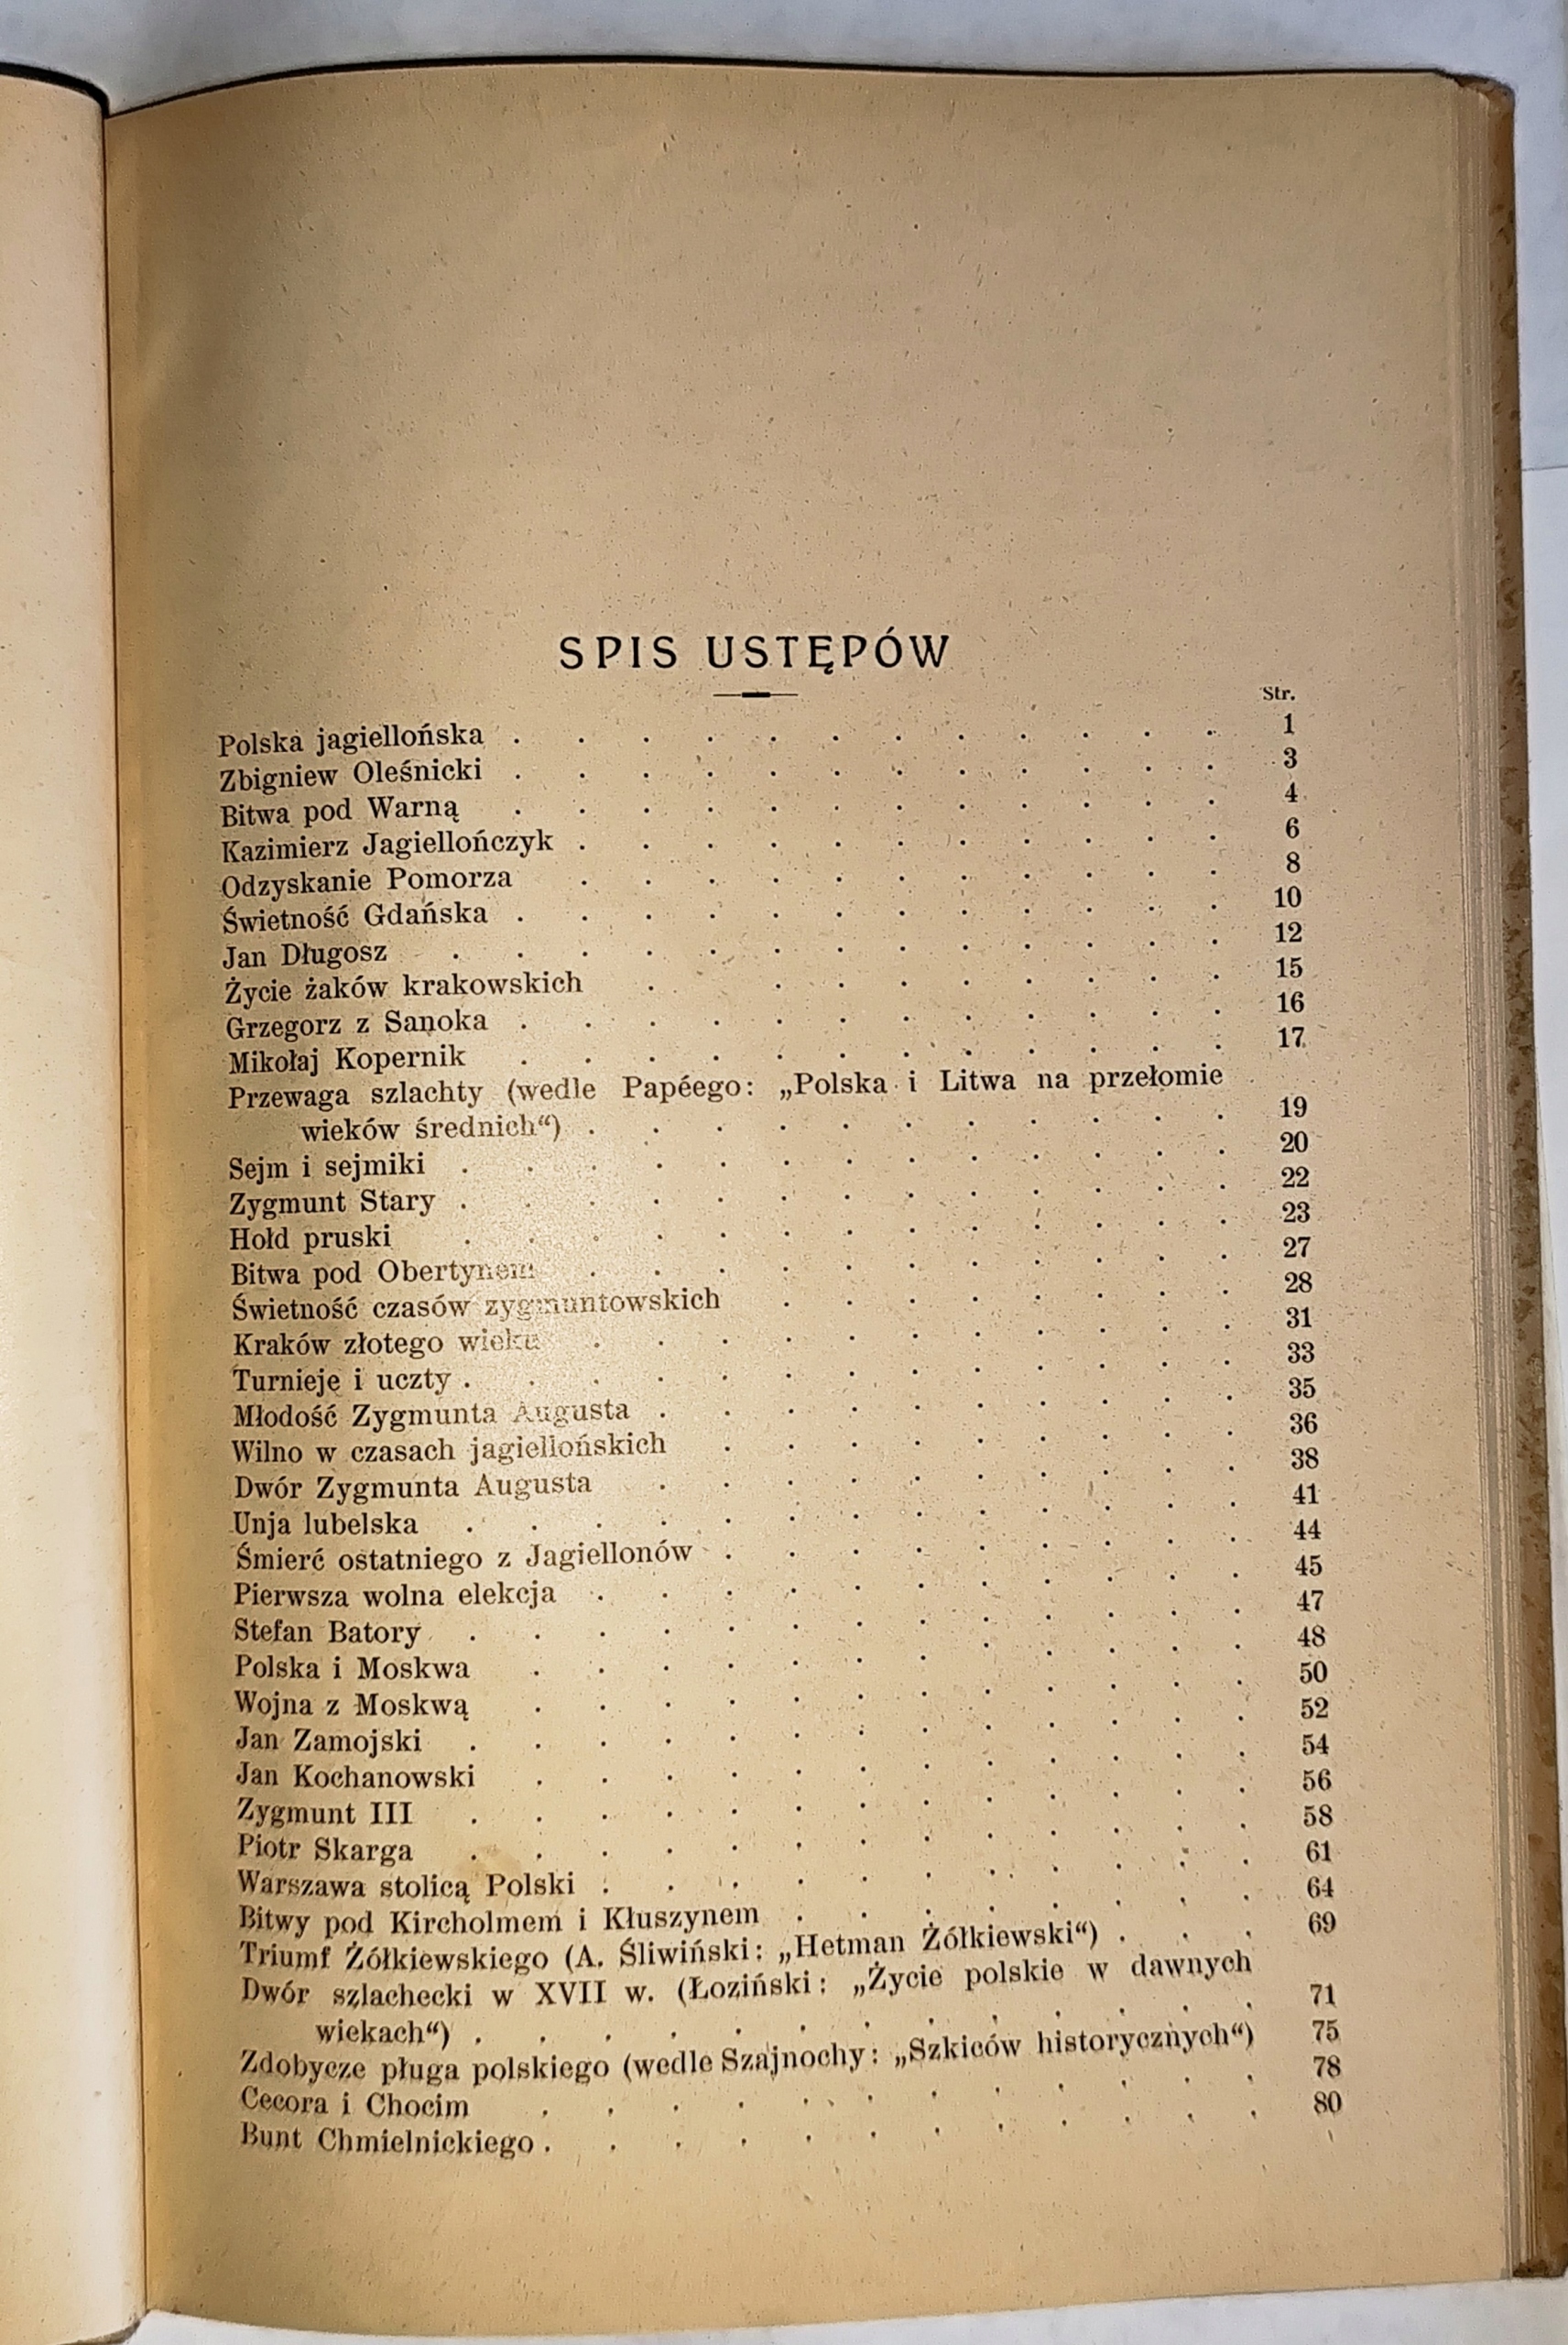 SPIS USTĘPÓW
Str.
Polska jagiellońska . . . . . . . . . . . . 1
Zbigniew Oleśnicki . . . . . . . . . . . . 3
Bitwa pod Warną . . . . . . . . . . . . 4
Kazimierz Jagiellończyk . . . . . . . . . . . 6
Odzyskanie Pomorza . . . . . . . . . . . 8
Świetność Gdańska . . . . . . . . . . . . 10
Jan Długosz . . . . . . . . . . . . . 12
Życie żaków krakowskich . . . . . . . . . 15
Grzegorz z Sanoka . . . . . . . . . . . . 16
Mikołaj Kopernik . . . . . . . . . . . . 17
Przewaga szlachty (wedle Papéego: „Polska i Litwa na przełomie
wieków średnich“) . . . . . . . . . . . 19
Sejm i sejmiki . . . . . . . . . . . . . 20
Zygmunt Stary . . . . . . . . . . . . . 22
Hołd pruski . . . . . . . . . . . . . 23
Bitwa pod Obertynem . . . . . . . . . . . 27
Świetność czasów zygmuntowskich . . . . . . . . 28
Kraków złotego wieku . . . . . . . . . . . 31
Turnieje i uczty . . . . . . . . . . . . . 33
Młodość Zygmunta Augusta . . . . . . . . . . 35
Wilno w czasach jagiellońskich . . . . . . . . . 36
Dwór Zygmunta Augusta . . . . . . . . . . 38
Unja lubelska . . . . . . . . . . . . . 41
Śmierć ostatniego z Jagiellonów . . . . . . . . . 44
Pierwsza wolna elekcja . . . . . . . . . . . 45
Stefan Batory . . . . . . . . . . . . . 47
Polska i Moskwa . . . . . . . . . . . . 48
Wojna z Moskwą . . . . . . . . . . . . 50
Jan Zamojski . . . . . . . . . . . . . 52
Jan Kochanowski . . . . . . . . . . . . 54
Zygmunt III . . . . . . . . . . . . . 56
Piotr Skarga . . . . . . . . . . . . . 58
Warszawa stolicą Polski . . . . . . . . . . . 61
Bitwy pod Kircholmem i Kłuszynem . . . . . . . . 64
Triumf Żółkiewskiego (A. Śliwiński: „Hetman Żółkiewski“) . . . 69
Dwór szlachecki w XVII w. (Łoziński: „Życie polskie w dawnych
wiekach“) . . . . . . . . . . . . . 71
Zdobycze pługa polskiego (wedle Szajnochy: „Szkiców historycznych“) 75
Cecora i Chocim . . . . . . . . . . . . 78
Bunt Chmielnickiego . . . . . . . . . . . . 80